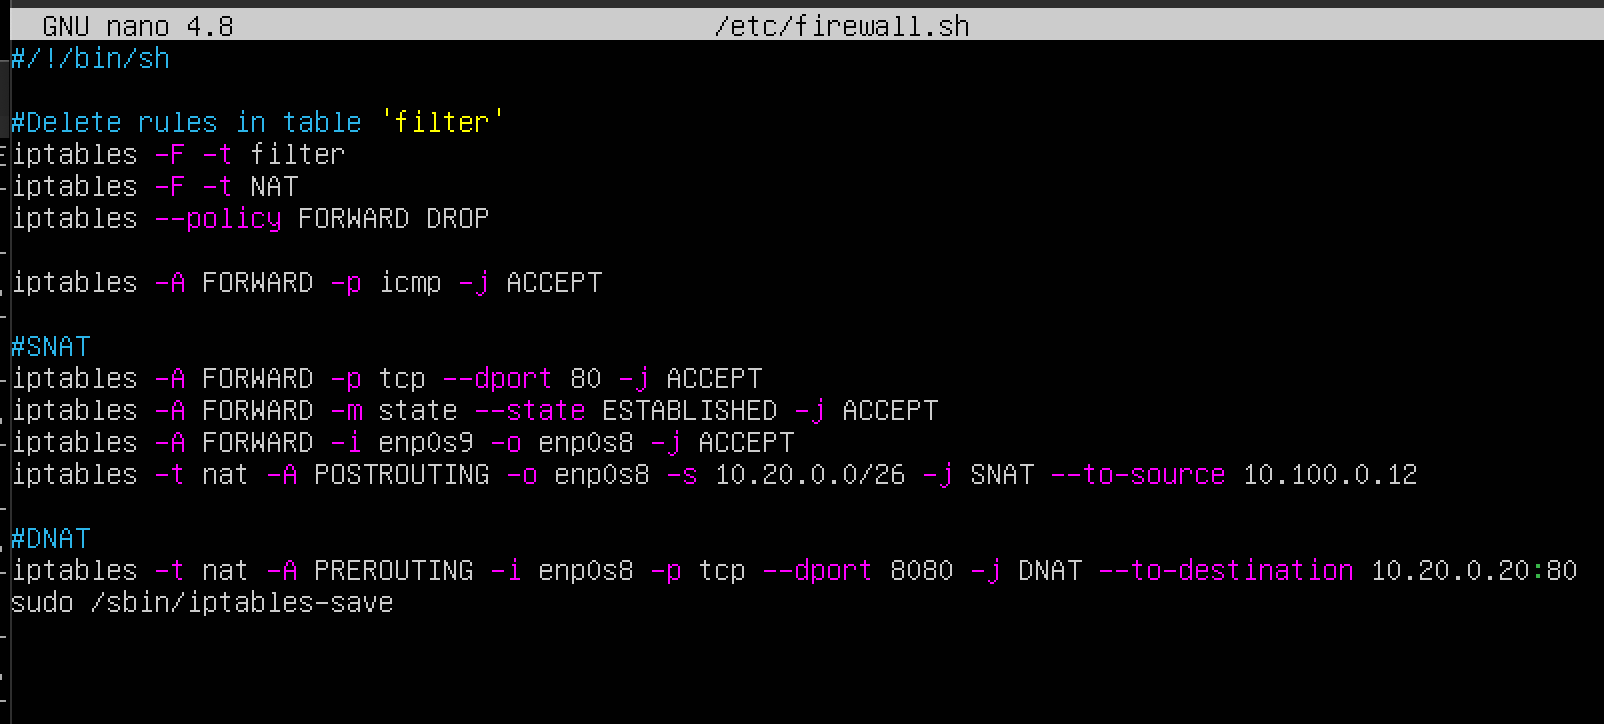 GNU nano 4.8 /etc/firewall.sh
#/!/bin/sh
#Delete rules in table 'filter'
iptables -F -t filter
iptables -F -t NAT
iptables --policy FORWARD DROP
iptables -A FORWARD -p icmp -j ACCEPT
#SNAT
iptables -A FORWARD -p tcp --dport 80 -j ACCEPT
iptables -A FORWARD -m state --state ESTABLISHED -j ACCEPT
iptables -A FORWARD -i enp0s9 -o enp0s8 -j ACCEPT
iptables -t nat -A POSTROUTING -o enp0s8 -s 10.20.0.0/26 -j SNAT --to-source 10.100.0.12
#DNAT
iptables -t nat -A PREROUTING -i enp0s8 -p tcp --dport 8080 -j DNAT --to-destination 10.20.0.20:80
sudo /sbin/iptables-save